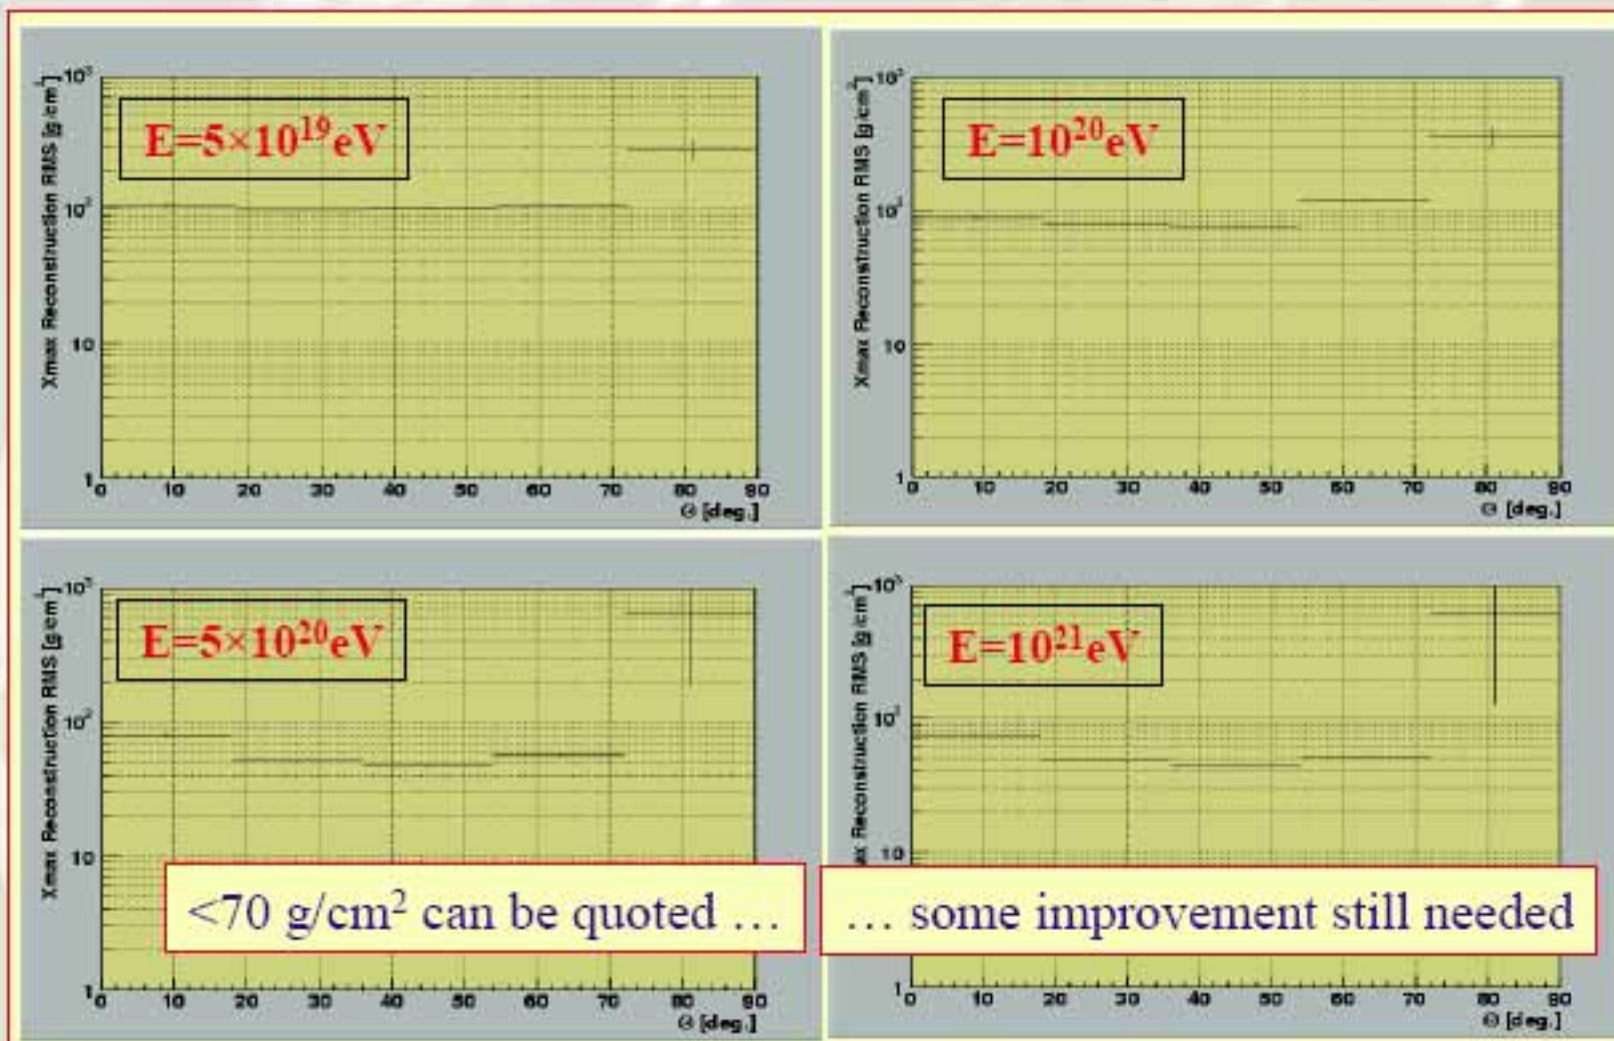 Xmax Reconstruction RMS [g/cm²]
10³
10²
10
1
E=5×10¹⁹eV
0 10 20 30 40 50 60 70 80 90
Θ [deg.]
Xmax Reconstruction RMS [g/cm²]
10³
10²
10
1
E=10²⁰eV
0 10 20 30 40 50 60 70 80 90
Θ [deg.]
Xmax Reconstruction RMS [g/cm²]
10³
10²
10
1
E=5×10²⁰eV
0 10 20 30 40 50 60 70 80 90
Θ [deg.]
ax Reconstruction RMS [g/cm²]
10³
10²
10
1
E=10²¹eV
0 10 20 30 40 50 60 70 80 90
Θ [deg.]
<70 g/cm² can be quoted …
… some improvement still needed